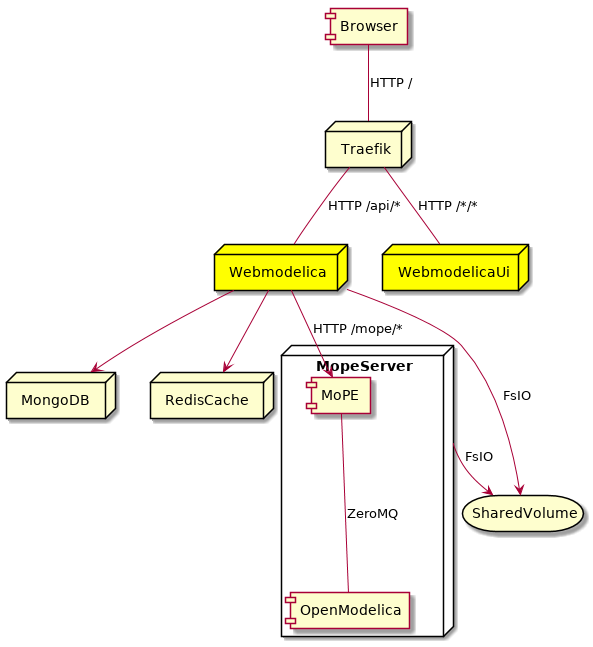 Browser
HTTP /
Traefik
HTTP /api/*
HTTP /*/*
Webmodelica
WebmodelicaUi
HTTP /mope/*
MopeServer
MongoDB
RedisCache
MoPE
FsIO
FsIO
ZeroMQ
SharedVolume
OpenModelica